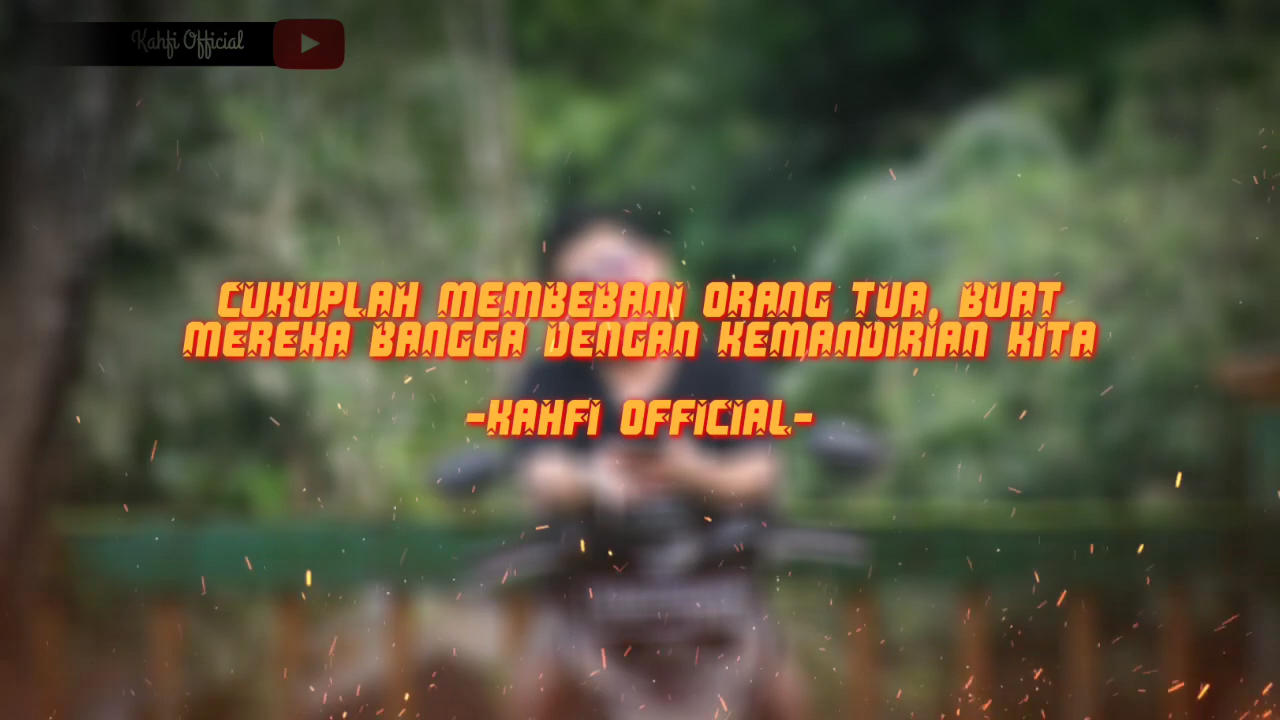 Kahfi Official
CUKUPLAH MEMBEBANI ORANG TUA, BUAT
MEREKA BANGGA DENGAN KEMANDIRIAN KITA
-KAHFI OFFICIAL-